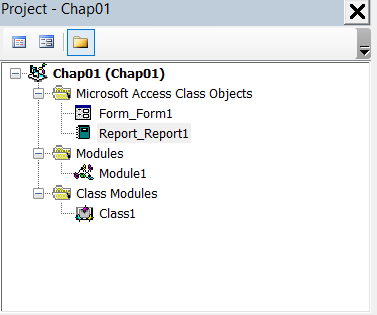 Project - Chap01
Chap01 (Chap01)
Microsoft Access Class Objects
Form_Form1
Report_Report1
Modules
Module1
Class Modules
Class1